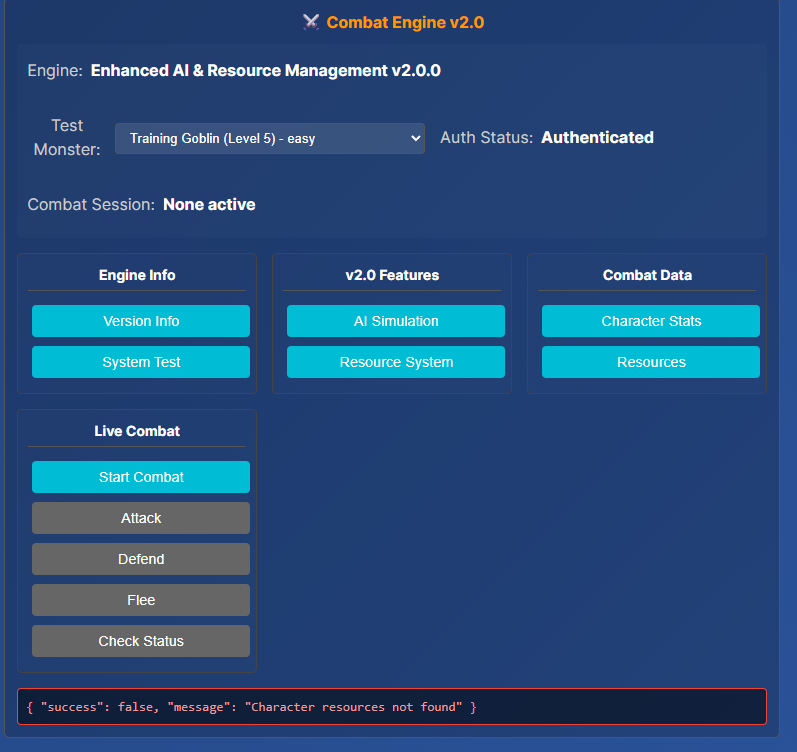 ⚔️ Combat Engine v2.0
Engine: Enhanced AI & Resource Management v2.0.0
Test
Monster:
Training Goblin (Level 5) - easy
Auth Status: Authenticated
Combat Session: None active
Engine Info
Version Info
System Test
v2.0 Features
AI Simulation
Resource System
Combat Data
Character Stats
Resources
Live Combat
Start Combat
Attack
Defend
Flee
Check Status
{ "success": false, "message": "Character resources not found" }